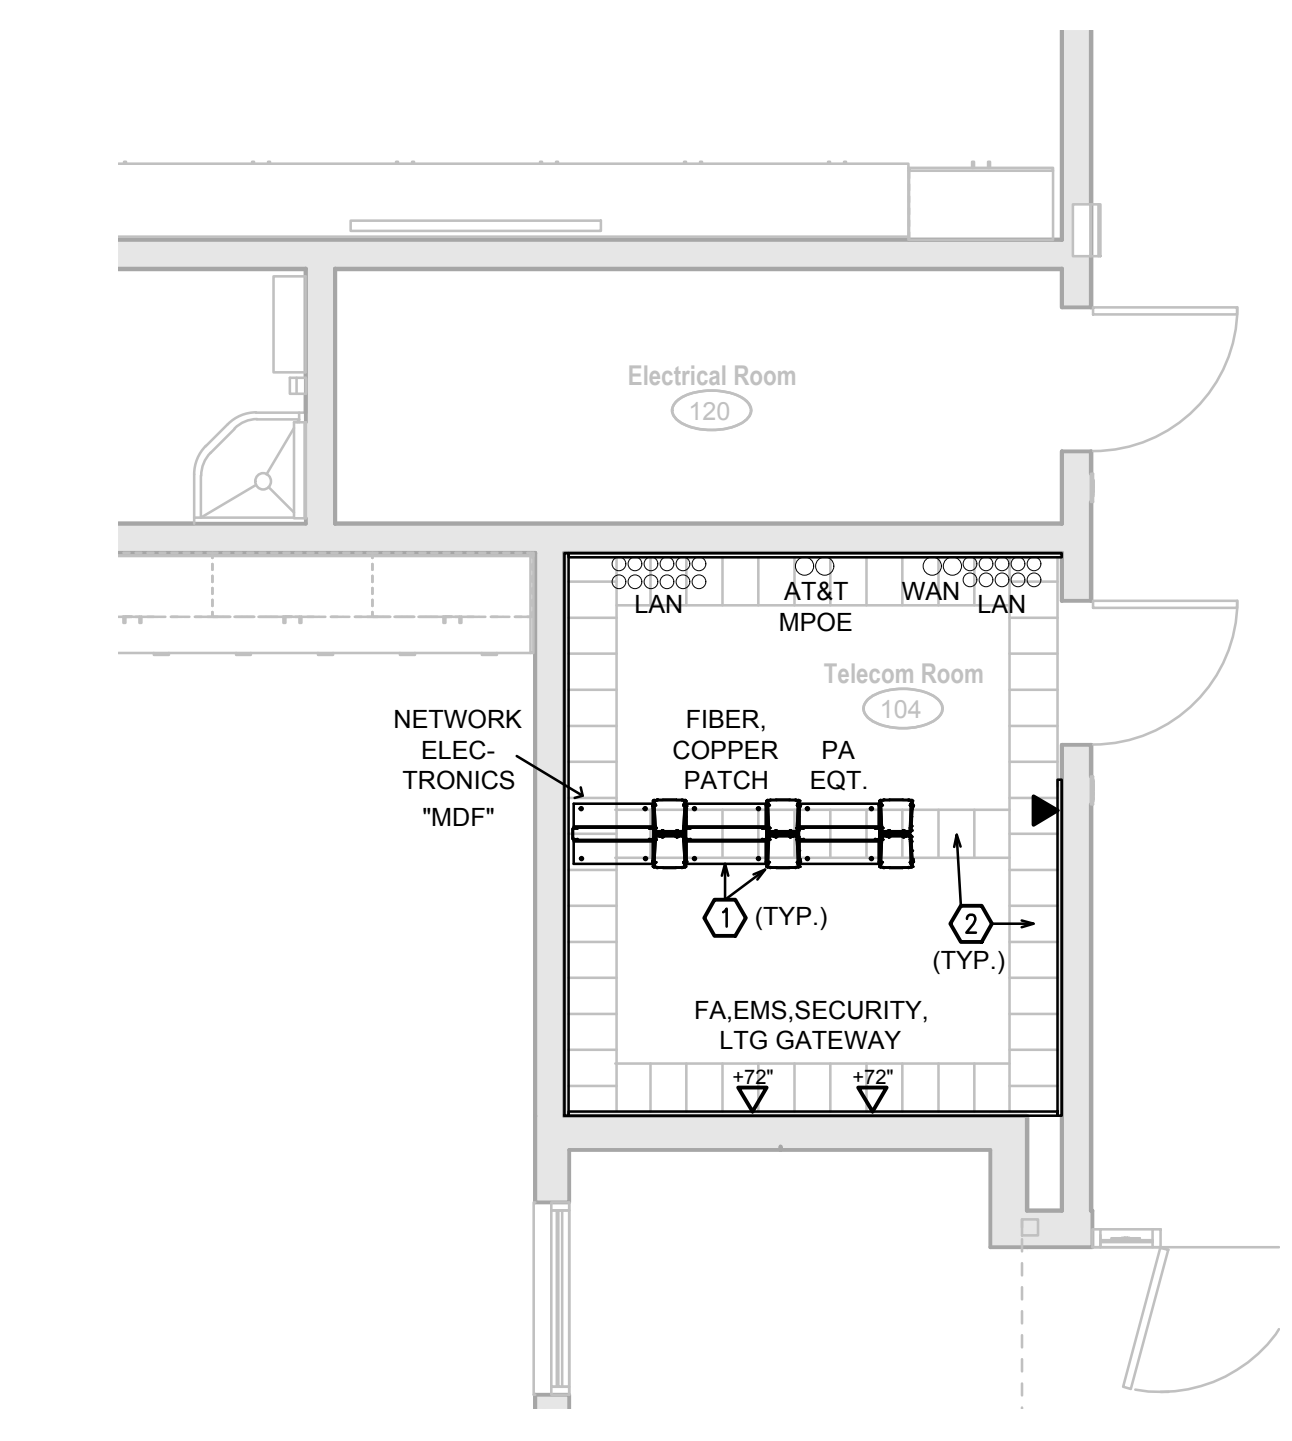 Electrical Room
120
LAN
AT&T
MPOE
WAN
LAN
Telecom Room
104
NETWORK
ELEC-
TRONICS
"MDF"
FIBER,
COPPER
PATCH
PA
EQT.
1 (TYP.)
2
(TYP.)
FA,EMS,SECURITY,
LTG GATEWAY
+72"
+72"